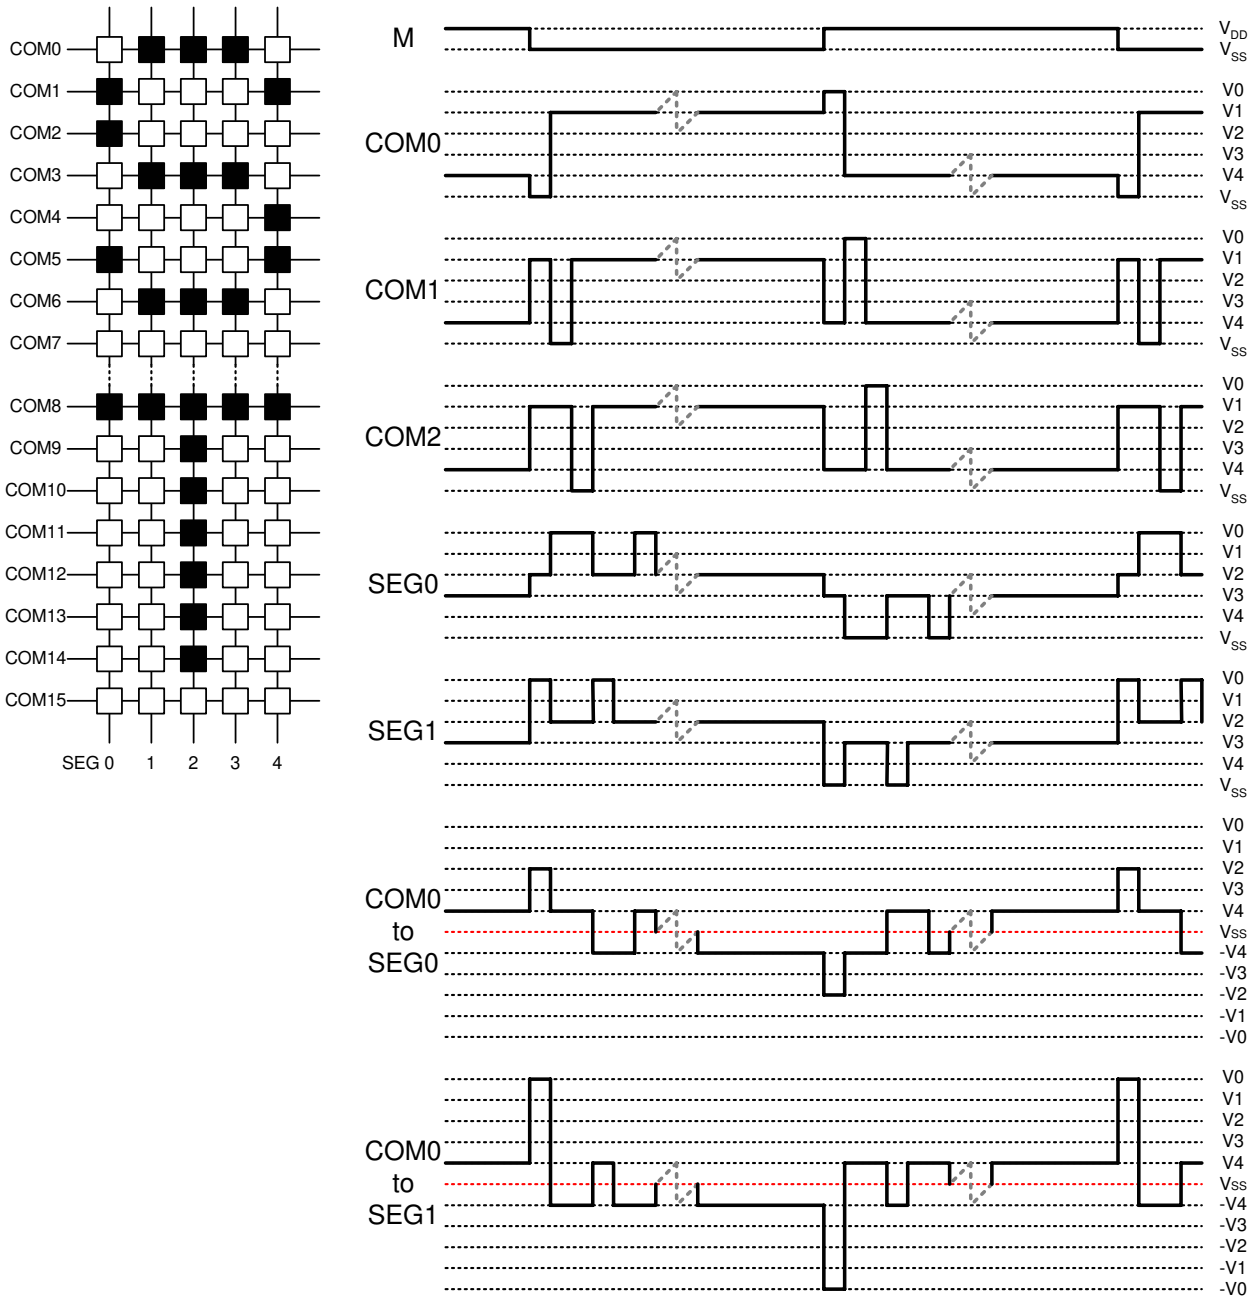 COM0
COM1
COM2
COM3
COM4
COM5
COM6
COM7
COM8
COM9
COM10
COM11
COM12
COM13
COM14
COM15
SEG 0 1 2 3 4
M
VDD
VSS
COM0
V0
V1
V2
V3
V4
VSS
COM1
V0
V1
V2
V3
V4
VSS
COM2
V0
V1
V2
V3
V4
VSS
SEG0
V0
V1
V2
V3
V4
VSS
SEG1
V0
V1
V2
V3
V4
VSS
COM0
to
SEG0
V0
V1
V2
V3
V4
VSS
-V4
-V3
-V2
-V1
-V0
COM0
to
SEG1
V0
V1
V2
V3
V4
VSS
-V4
-V3
-V2
-V1
-V0